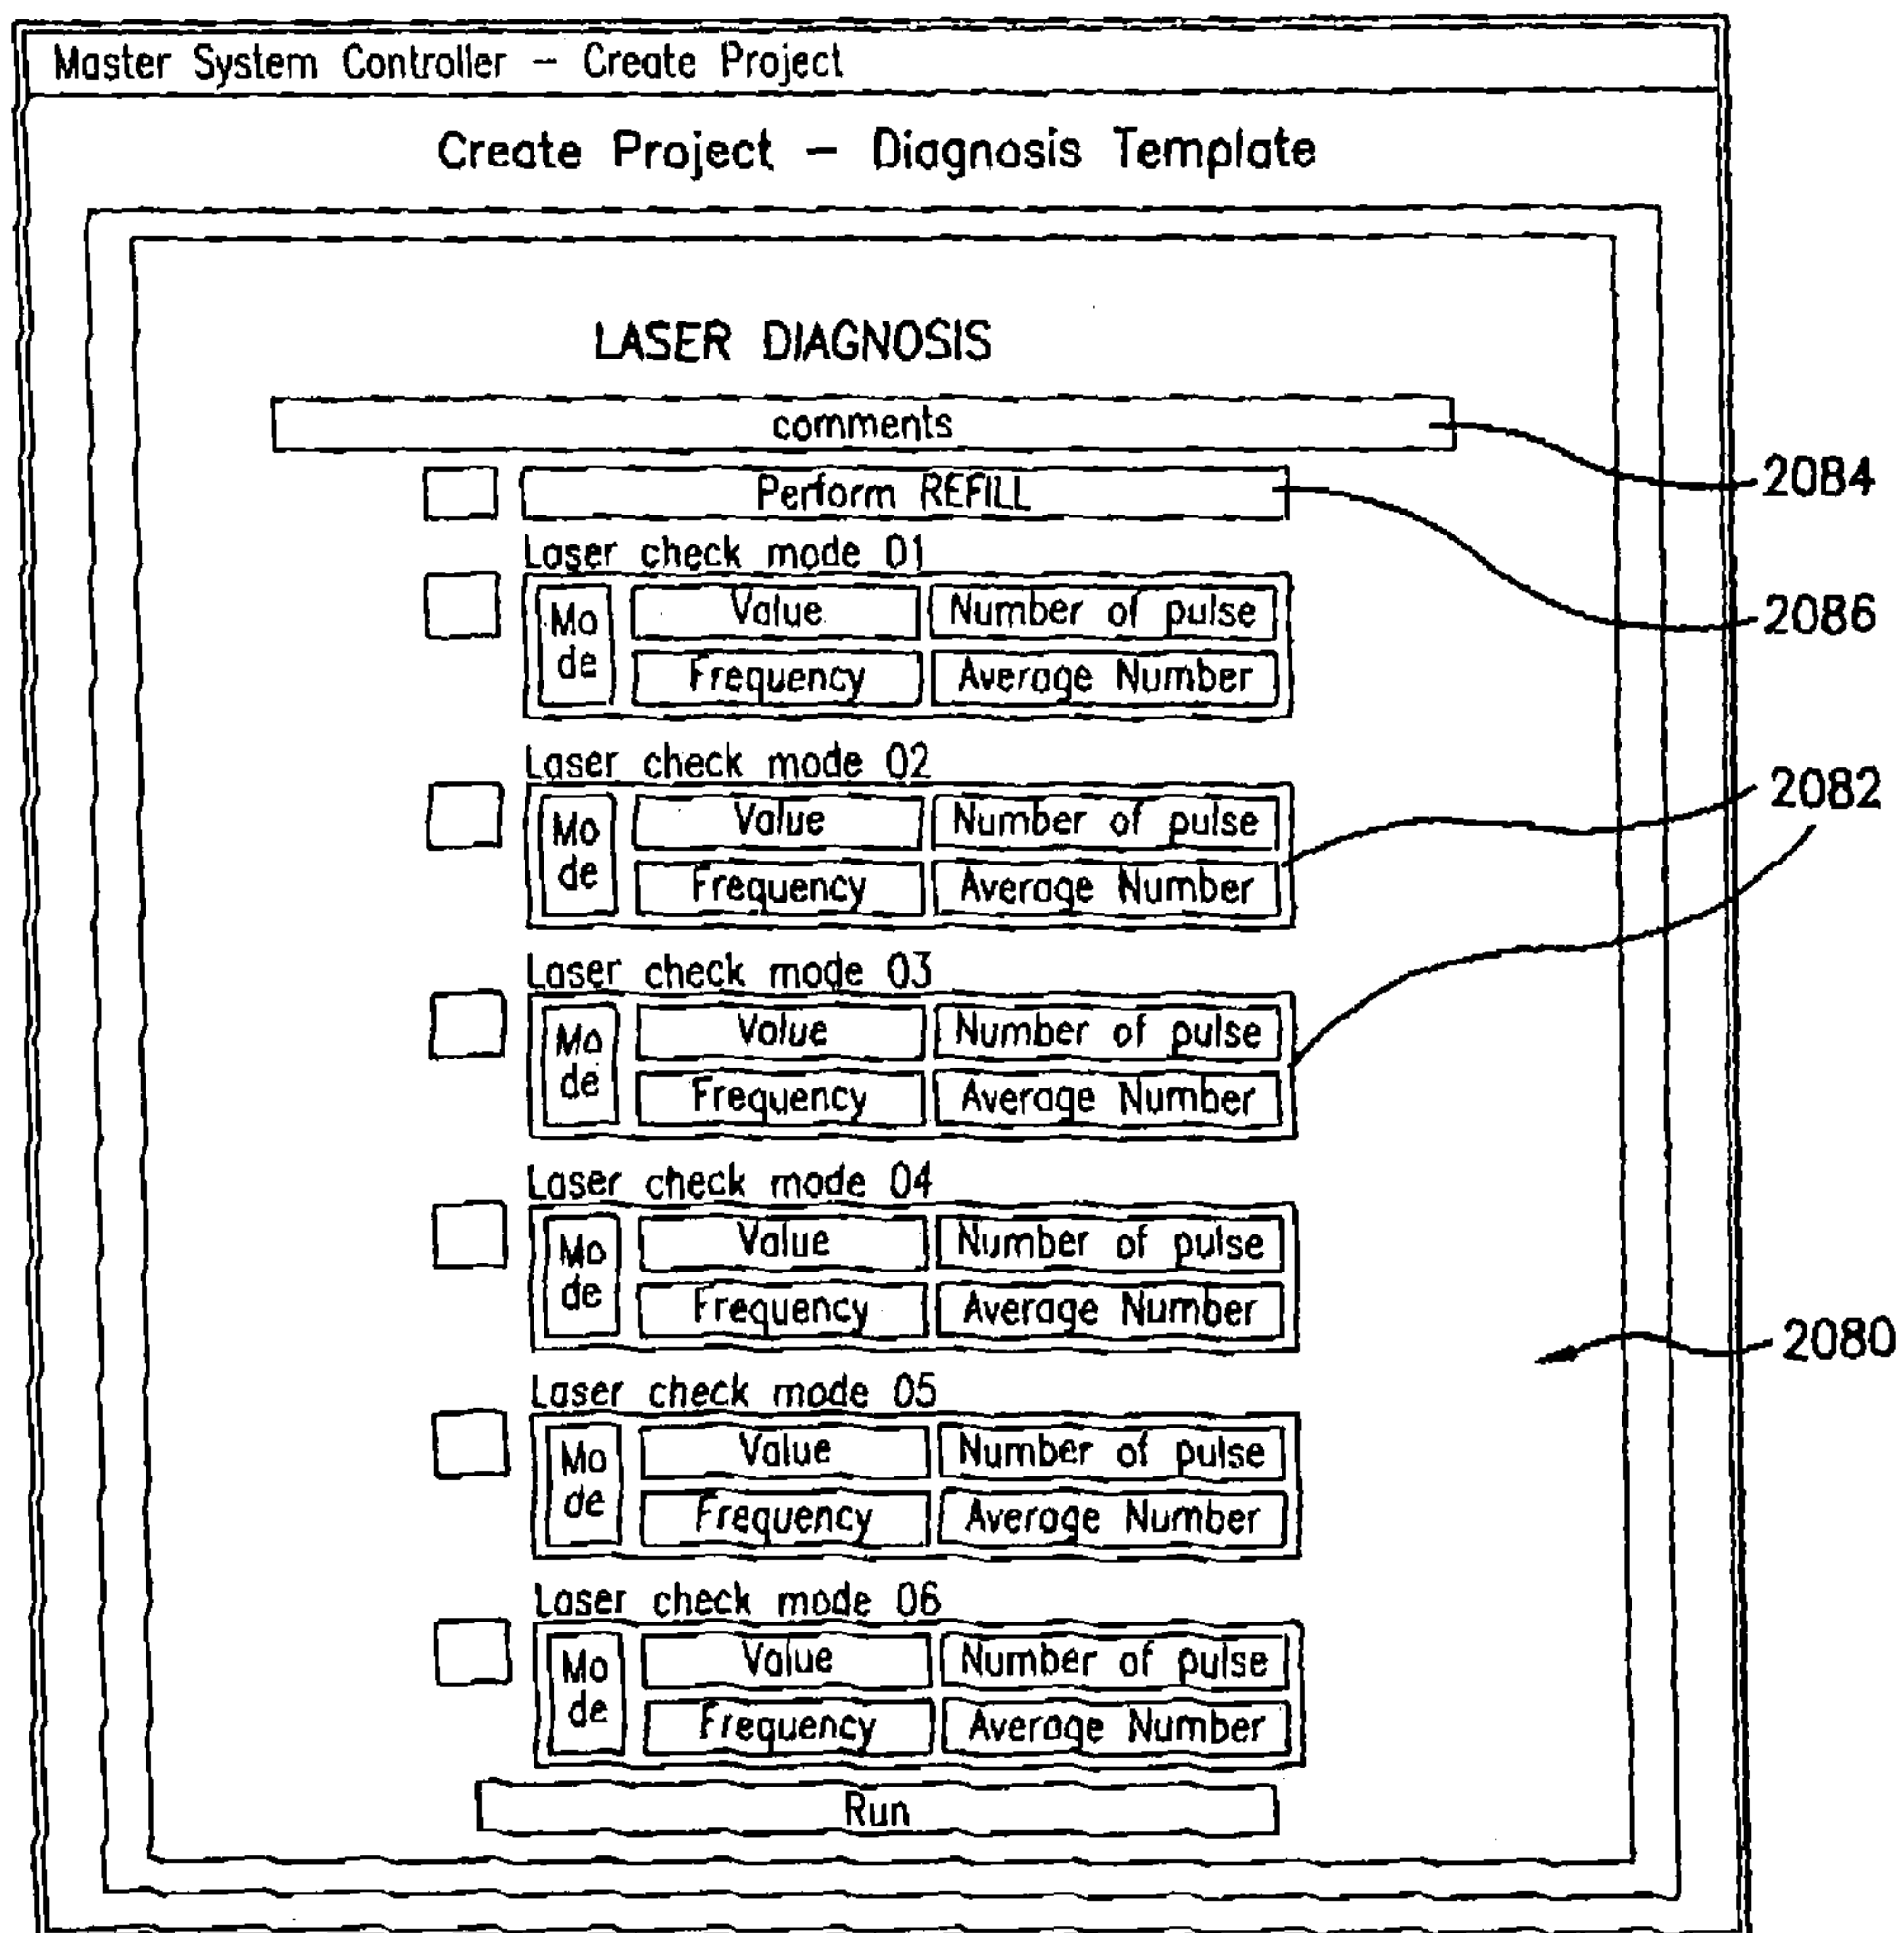 Master System Controller – Create Project
Create Project – Diagnosis Template
LASER DIAGNOSIS
comments
2084
Perform REFILL
2086
Laser check mode 01
Mo
de
Value
Number of pulse
Frequency
Average Number
Laser check mode 02
2082
Mo
de
Value
Number of pulse
Frequency
Average Number
Laser check mode 03
Mo
de
Value
Number of pulse
Frequency
Average Number
Laser check mode 04
Mo
de
Value
Number of pulse
Frequency
Average Number
2080
Laser check mode 05
Mo
de
Value
Number of pulse
Frequency
Average Number
Laser check mode 06
Mo
de
Value
Number of pulse
Frequency
Average Number
Run